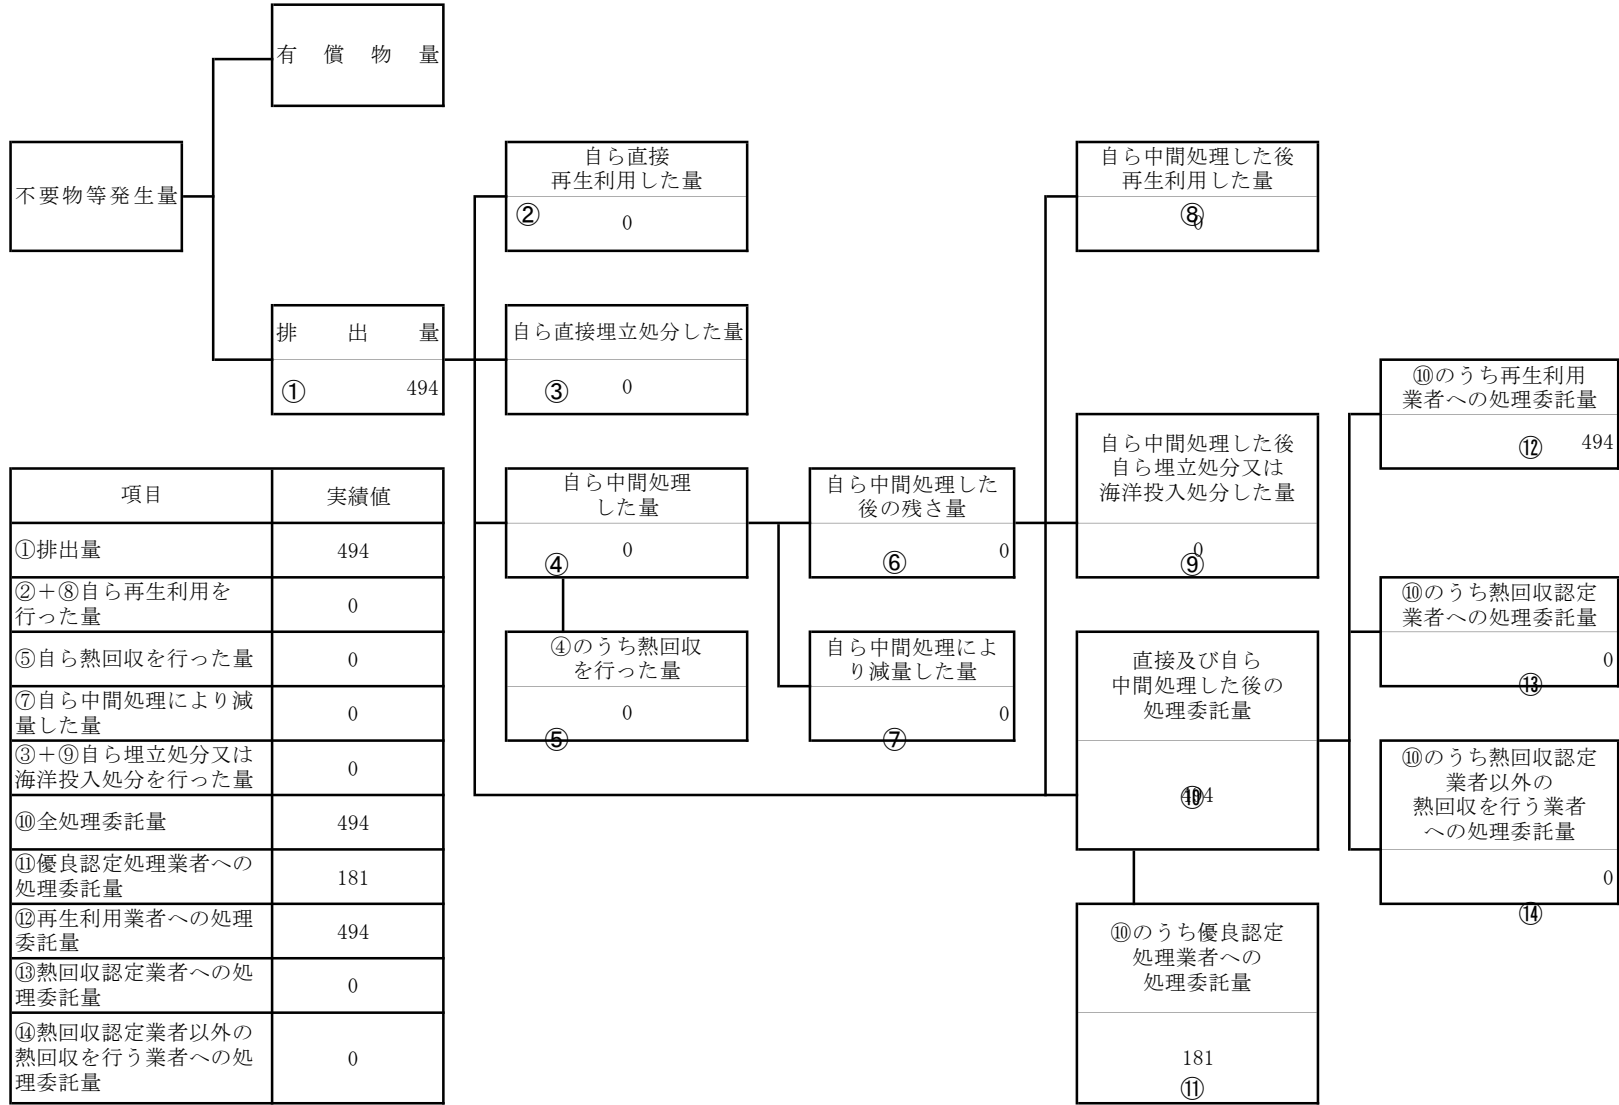 有償物量
不要物等発生量
排出量
① 494
自ら直接
再生利用した量
② 0
自ら直接埋立処分した量
③ 0
自ら中間処理
した量
④ 0
④のうち熱回収
を行った量
⑤ 0
自ら中間処理した
後の残さ量
⑥ 0
自ら中間処理によ
り減量した量
⑦ 0
自ら中間処理した後
再生利用した量
⑧ 0
自ら中間処理した後
自ら埋立処分又は
海洋投入処分した量
⑨ 0
直接及び自ら
中間処理した後の
処理委託量
⑩ 494
⑩のうち優良認定
処理業者への
処理委託量
181
⑪
⑩のうち再生利用
業者への処理委託量
⑫ 494
⑩のうち熱回収認定
業者への処理委託量
0
⑬
⑩のうち熱回収認定
業者以外の
熱回収を行う業者
への処理委託量
0
⑭
項目 実績値
①排出量 494
②＋⑧自ら再生利用を
行った量 0
⑤自ら熱回収を行った量 0
⑦自ら中間処理により減
量した量 0
③＋⑨自ら埋立処分又は
海洋投入処分を行った量 0
⑩全処理委託量 494
⑪優良認定処理業者への
処理委託量 181
⑫再生利用業者への処理
委託量 494
⑬熱回収認定業者への処
理委託量 0
⑭熱回収認定業者以外の
熱回収を行う業者への処
理委託量 0